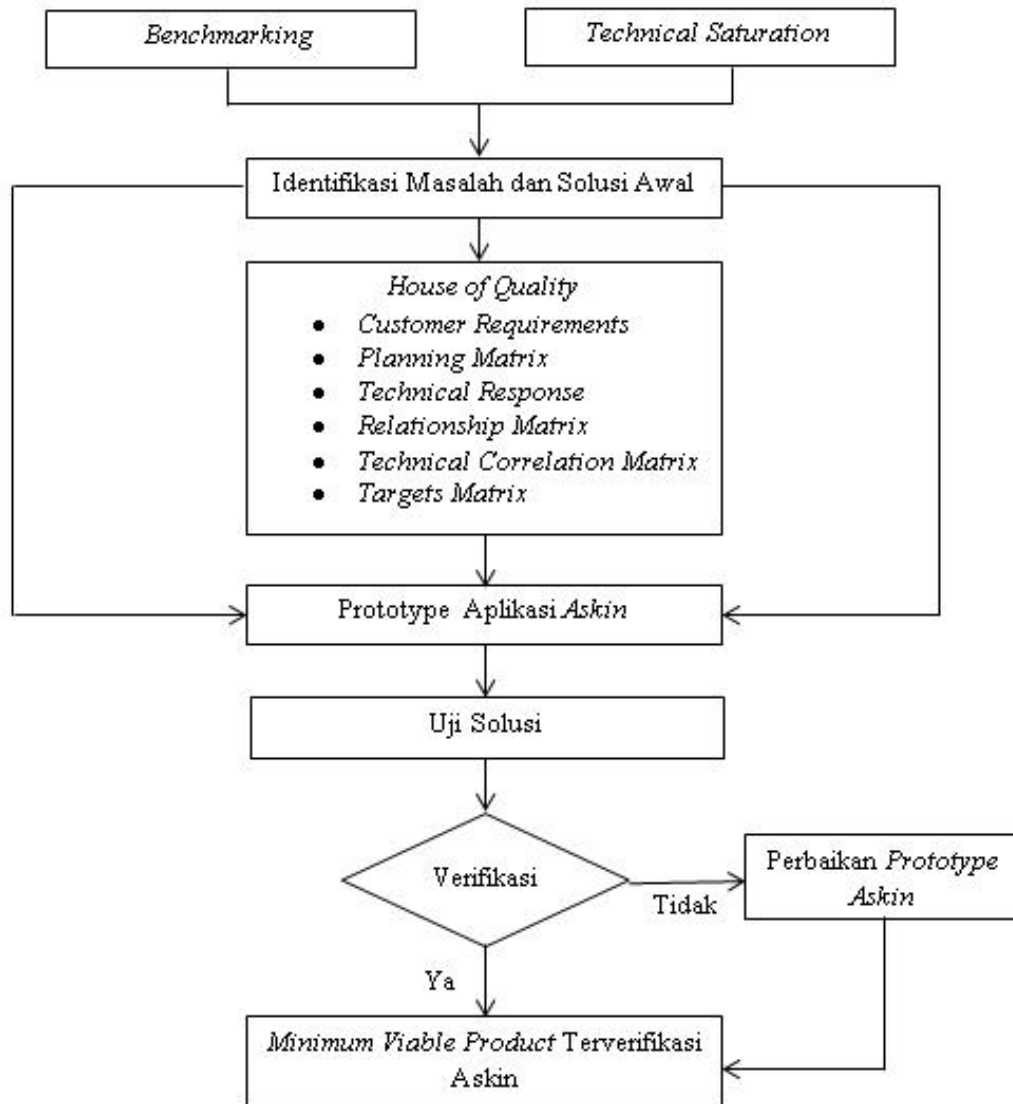 Benchmarking
Technical Saturation
Identifikasi Masalah dan Solusi Awal
House of Quality
● Customer Requirements
● Planning Matrix
● Technical Response
● Relationship Matrix
● Technical Correlation Matrix
● Targets Matrix
Prototype Aplikasi Askin
Uji Solusi
Verifikasi
Tidak
Perbaikan Prototype
Askin
Ya
Minimum Viable Product Terverifikasi
Askin